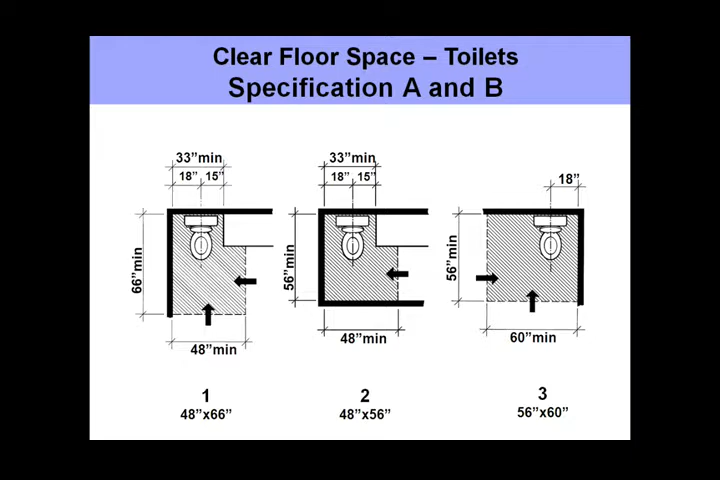 Clear Floor Space – Toilets
Specification A and B
33”min
18” 15”
66”min
48”min
1
48”x66”
33”min
18” 15”
56”min
48”min
2
48”x56”
18”
56”min
60”min
3
56”x60”